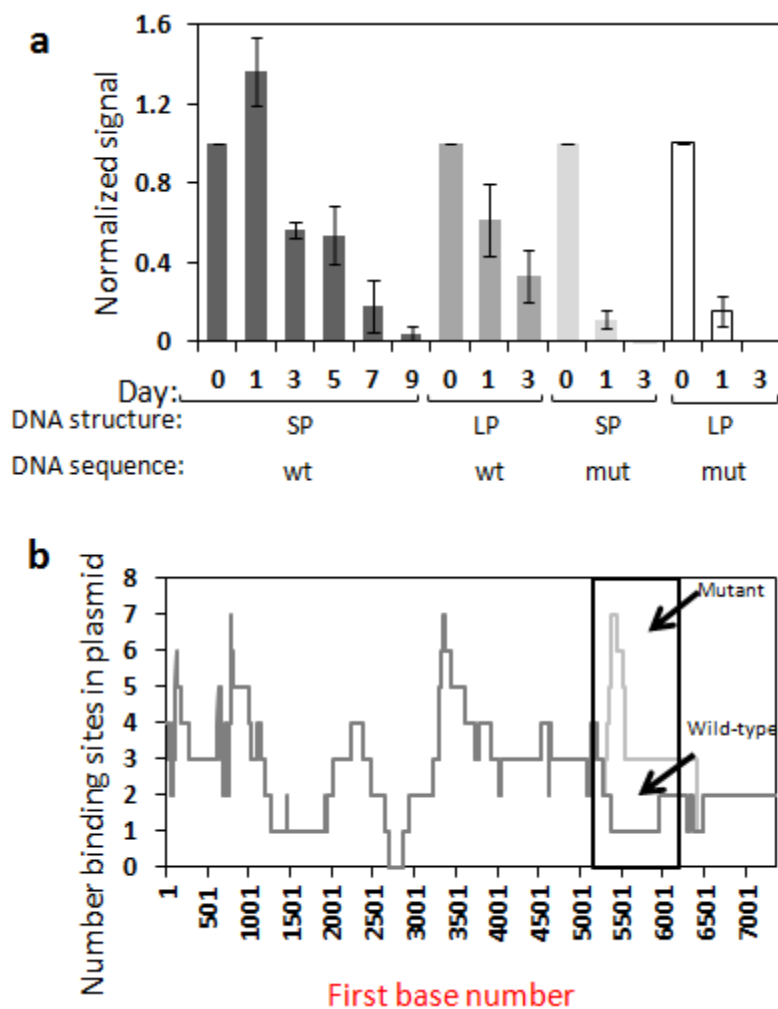 a
Normalized signal
1.6
1.2
0.8
0.4
0
Day: 0 1 3 5 7 9 0 1 3 0 1 3 0 1 3
DNA structure: SP LP SP LP
DNA sequence: wt wt mut mut
b
Number binding sites in plasmid
8
7
6
5
4
3
2
1
0
Mutant
Wild-type
1 501 1001 1501 2001 2501 3001 3501 4001 4501 5001 5501 6001 6501 7001
First base number